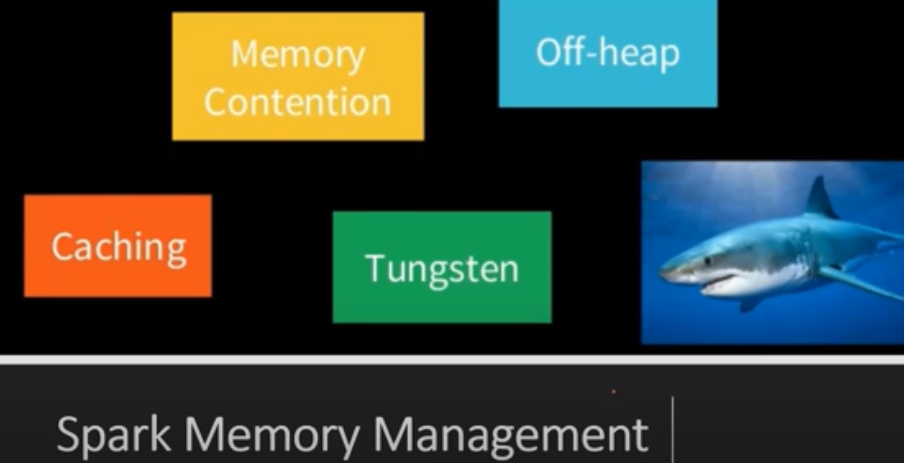 Memory
Contention
Off-heap
Caching
Tungsten
Spark Memory Management